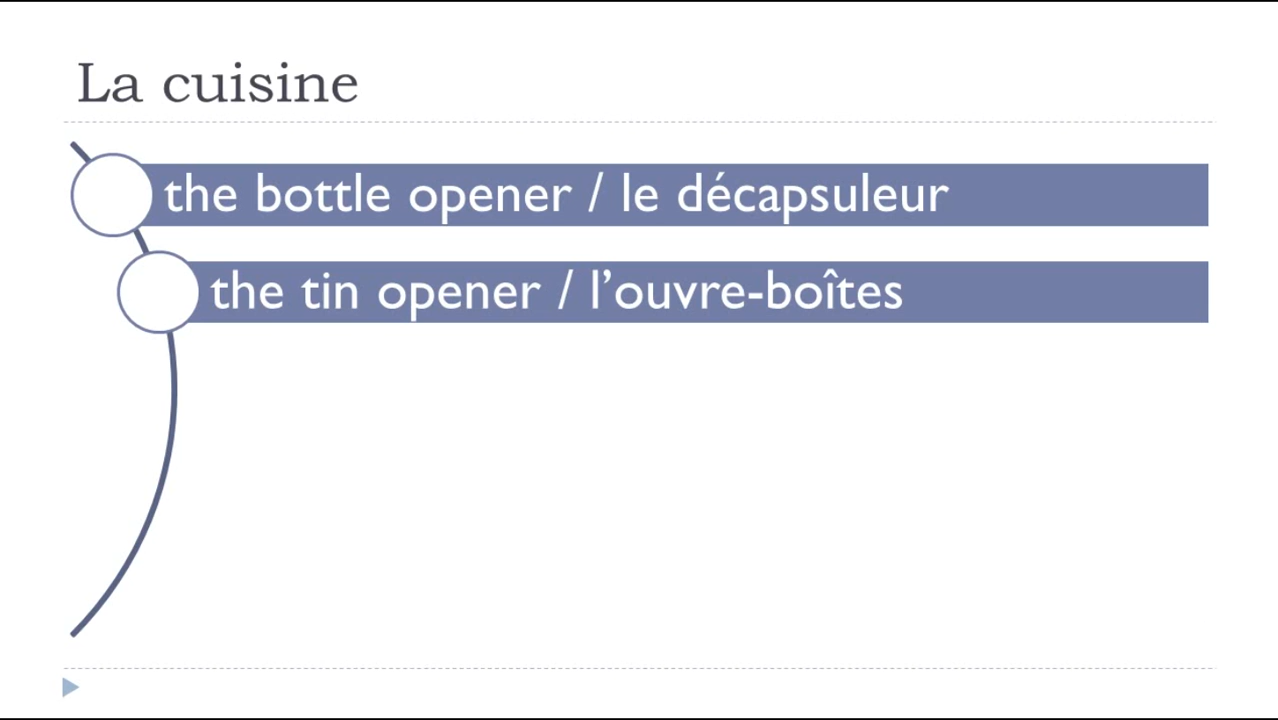 La cuisine
the bottle opener / le décapsuleur
the tin opener / l’ouvre-boîtes